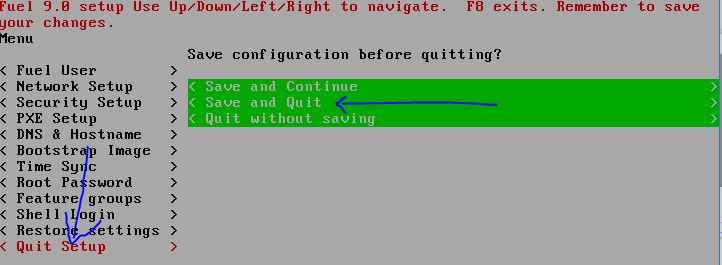 Fuel 9.0 setup Use Up/Down/Left/Right to navigate.  F8 exits. Remember to save
your changes.
Menu
Save configuration before quitting?
< Fuel User >
< Network Setup > < Save and Continue >
< Security Setup > < Save and Quit >
< PXE Setup > < Quit without saving >
< DNS & Hostname >
< Bootstrap Image >
< Time Sync >
< Root Password >
< Feature groups >
< Shell Login >
< Restore settings >
< Quit Setup >